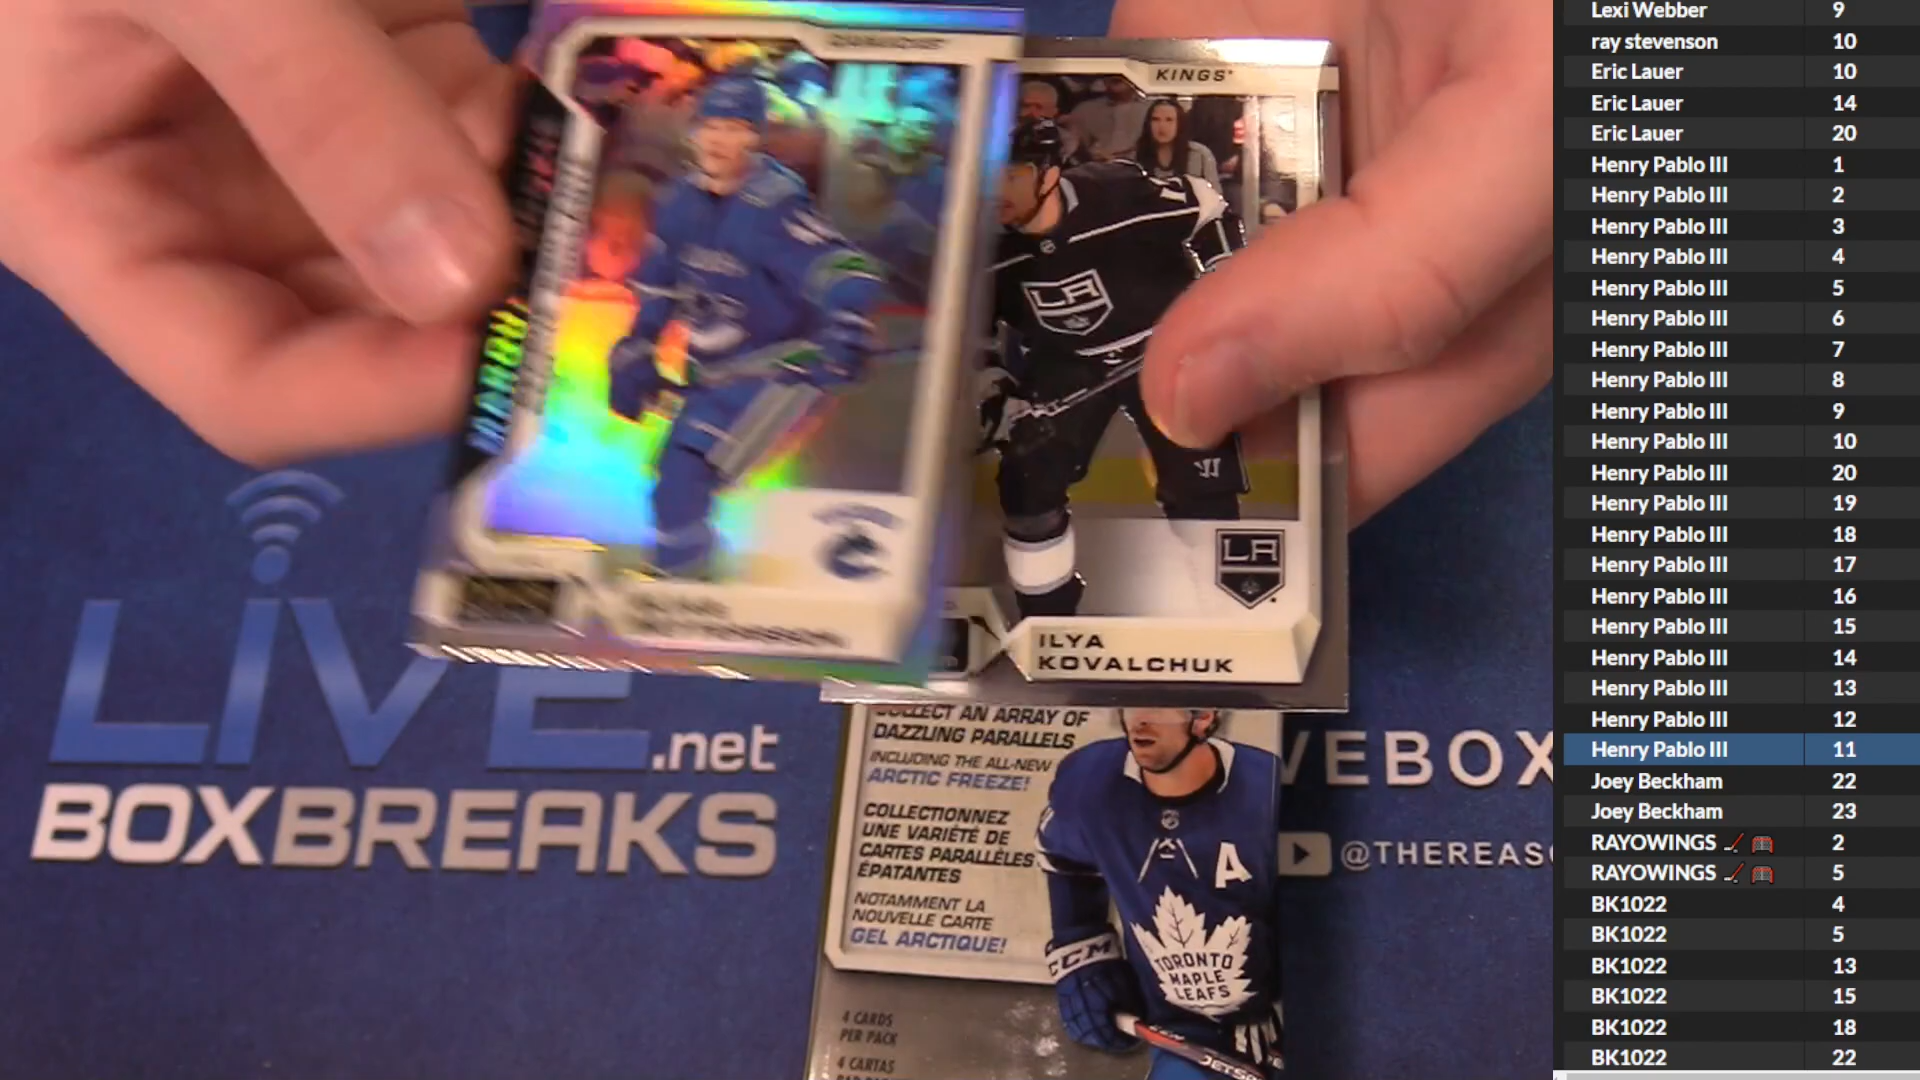 CANUCKS
KINGS
LA
LA
ILYA
KOVALCHUK
LIVE.net
BOXBREAKS
COLLECT AN ARRAY OF
DAZZLING PARALLELS
INCLUDING THE ALL-NEW
ARCTIC FREEZE!
COLLECTIONNEZ
UNE VARIÉTÉ DE
CARTES PARALLÈLES
ÉPATANTES
NOTAMMENT LA
NOUVELLE CARTE
GEL ARCTIQUE!
4 CARDS
PER PACK
4 CARTAS
A
CCM
TORONTO
MAPLE
LEAFS
VEBOX
@THEREAS
Lexi Webber 9
ray stevenson 10
Eric Lauer 10
Eric Lauer 14
Eric Lauer 20
Henry Pablo III 1
Henry Pablo III 2
Henry Pablo III 3
Henry Pablo III 4
Henry Pablo III 5
Henry Pablo III 6
Henry Pablo III 7
Henry Pablo III 8
Henry Pablo III 9
Henry Pablo III 10
Henry Pablo III 20
Henry Pablo III 19
Henry Pablo III 18
Henry Pablo III 17
Henry Pablo III 16
Henry Pablo III 15
Henry Pablo III 14
Henry Pablo III 13
Henry Pablo III 12
Henry Pablo III 11
Joey Beckham 22
Joey Beckham 23
RAYOWINGS 2
RAYOWINGS 5
BK1022 4
BK1022 5
BK1022 13
BK1022 15
BK1022 18
BK1022 22